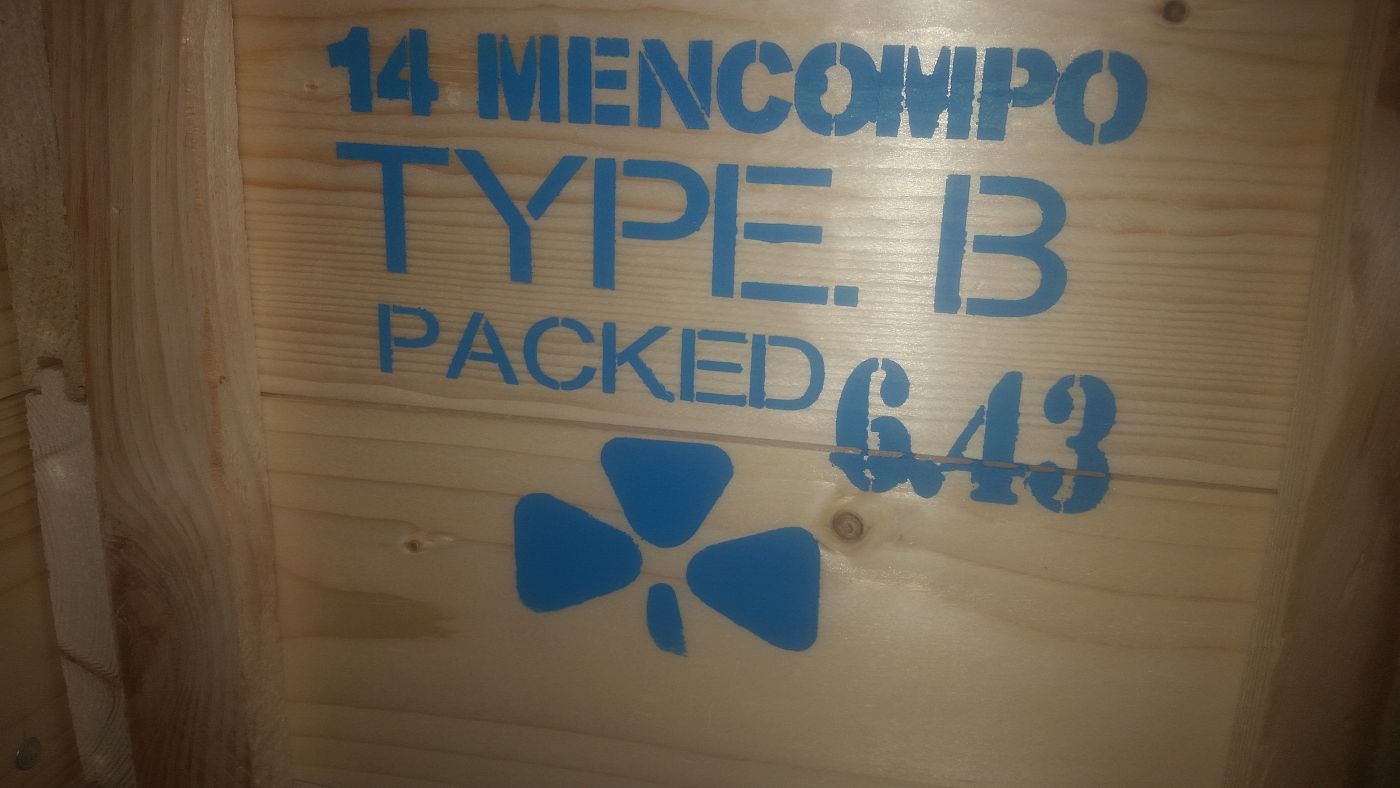 14 MENCOMPO
TYPE. B
PACKED 6.43